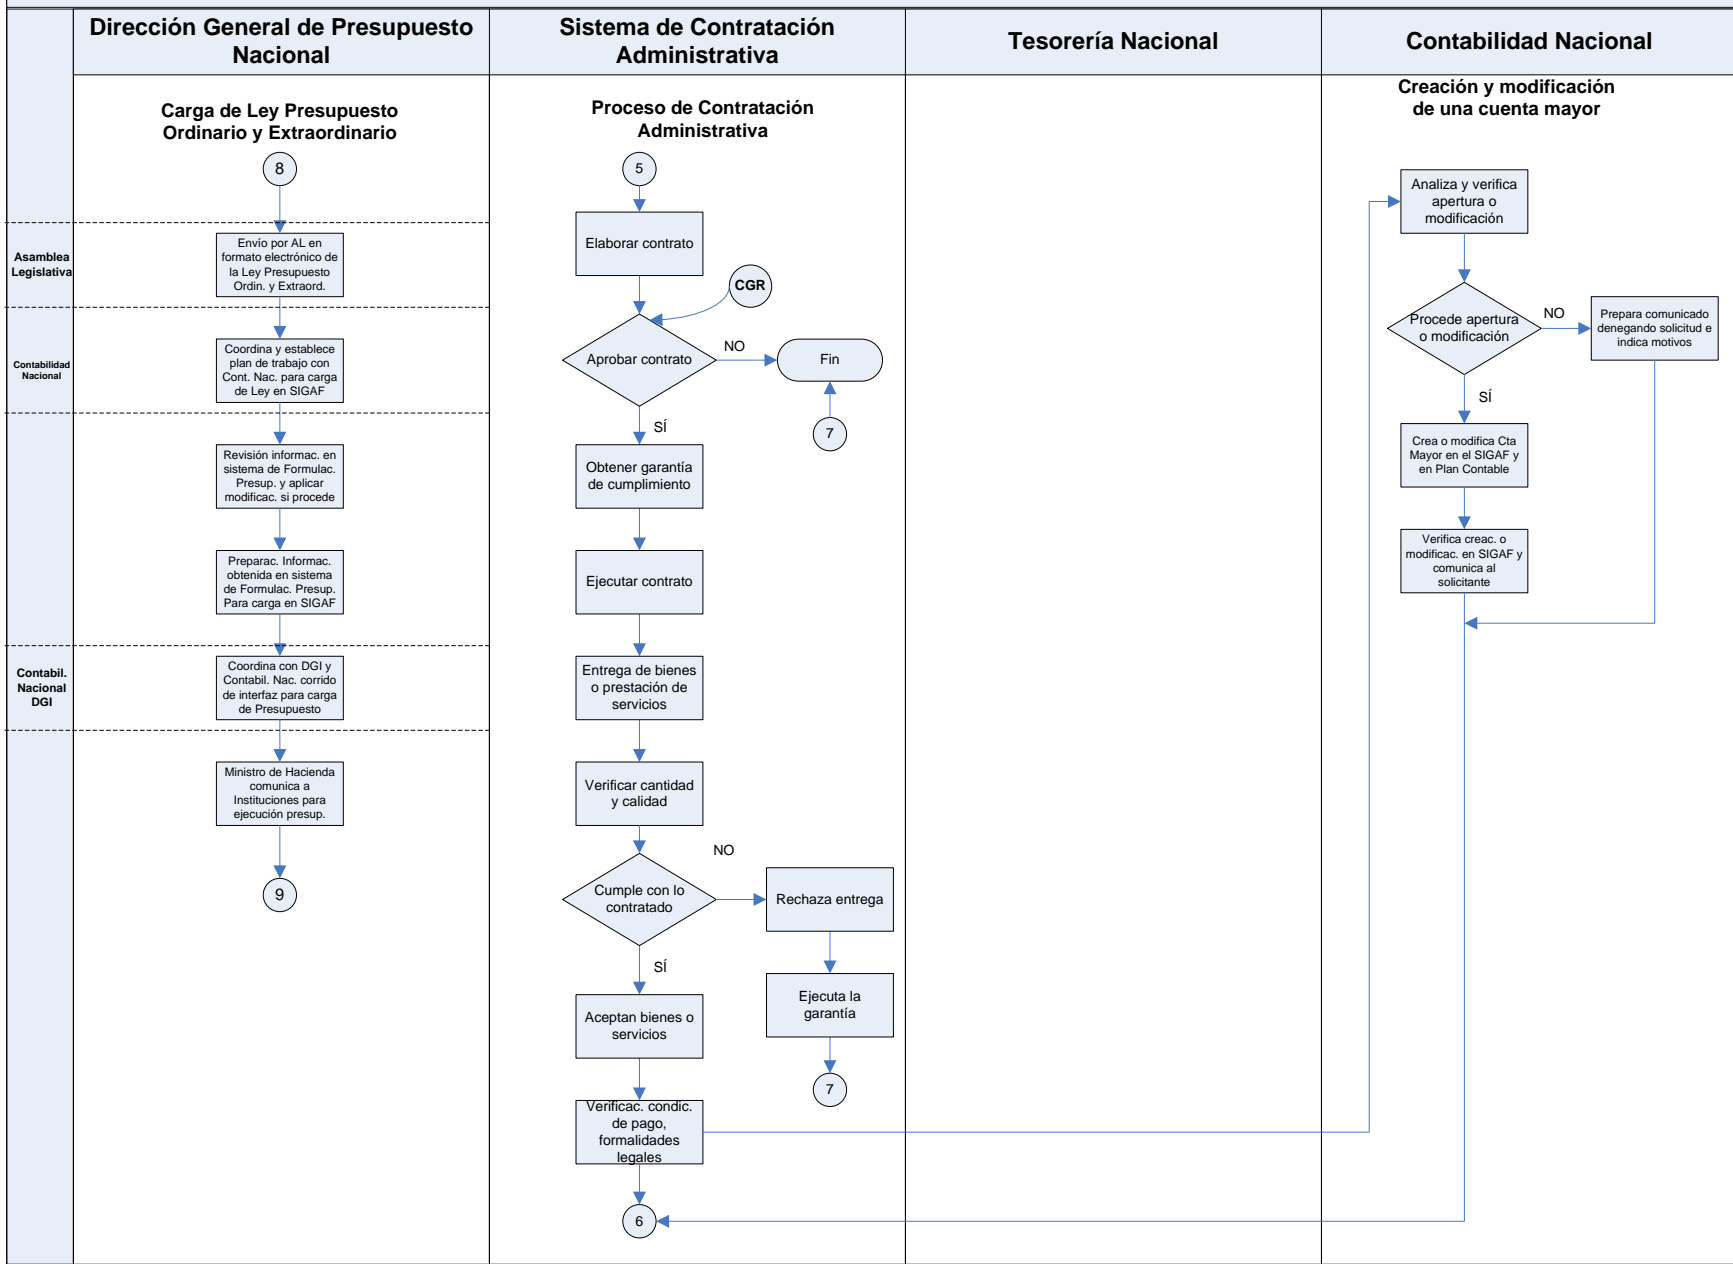 Dirección General de Presupuesto
Nacional
Sistema de Contratación
Administrativa
Tesorería Nacional
Contabilidad Nacional
Carga de Ley Presupuesto
Ordinario y Extraordinario
8
Asamblea
Legislativa
Envío por AL en
formato electrónico de
la Ley Presupuesto
Ordin. y Extraord.
Contabilidad
Nacional
Coordina y establece
plan de trabajo con
Cont. Nac. para carga
de Ley en SIGAF
Revisión informac. en
sistema de Formulac.
Presup. y aplicar
modificac. si procede
Preparac. Informac.
obtenida en sistema
de Formulac. Presup.
Para carga en SIGAF
Contabil.
Nacional
DGI
Coordina con DGI y
Contabil. Nac. corrido
de interfaz para carga
de Presupuesto
Ministro de Hacienda
comunica a
Instituciones para
ejecución presup.
9
Proceso de Contratación
Administrativa
5
Elaborar contrato
CGR
Aprobar contrato
NO
Fin
7
SÍ
Obtener garantía
de cumplimiento
Ejecutar contrato
Entrega de bienes
o prestación de
servicios
Verificar cantidad
y calidad
Cumple con lo
contratado
NO
Rechaza entrega
SÍ
Ejecuta la
garantía
7
Aceptan bienes o
servicios
Verificac. condic.
de pago,
formalidades
legales
6
Creación y modificación
de una cuenta mayor
Analiza y verifica
apertura o
modificación
Procede apertura
o modificación
NO
Prepara comunicado
denegando solicitud e
indica motivos
SÍ
Crea o modifica Cta
Mayor en el SIGAF y
en Plan Contable
Verifica creac. o
modificac. en SIGAF y
comunica al
solicitante